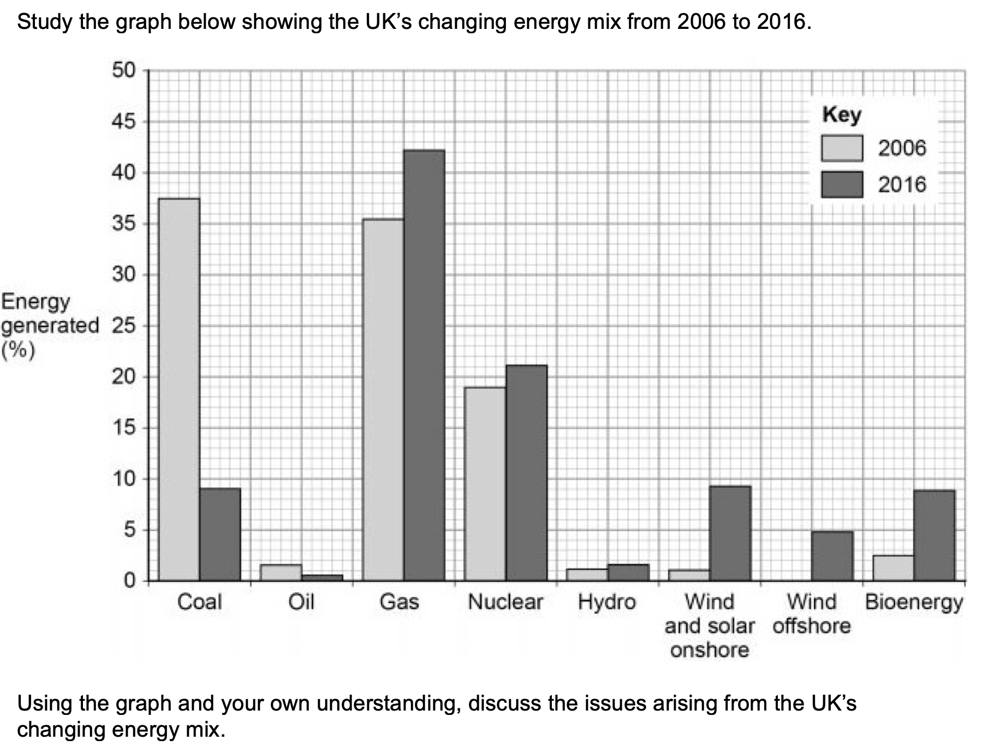 Study the graph below showing the UK’s changing energy mix from 2006 to 2016.
50
45
40
35
30
25
20
15
10
5
0
Energy
generated
(%)
Key
2006
2016
Coal
Oil
Gas
Nuclear
Hydro
Wind
and solar
onshore
Wind
offshore
Bioenergy
Using the graph and your own understanding, discuss the issues arising from the UK’s
changing energy mix.